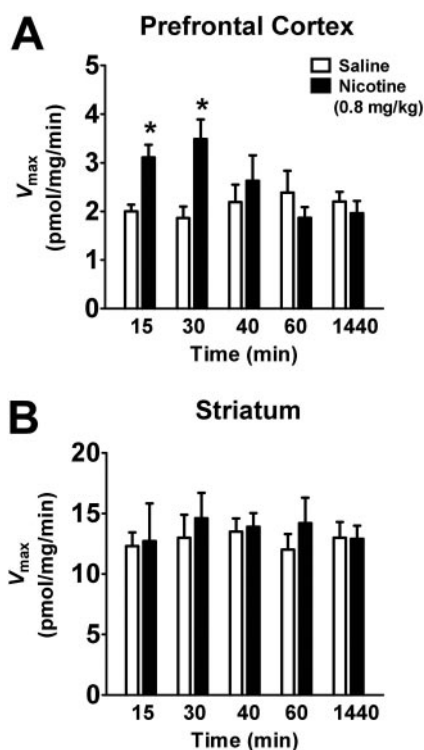 A
Prefrontal Cortex
Saline
Nicotine
(0.8 mg/kg)
5
4
3
2
1
0
Vmax
(pmol/mg/min)
*
*
15 30 40 60 1440
Time (min)
B
Striatum
20
15
10
5
0
Vmax
(pmol/mg/min)
15 30 40 60 1440
Time (min)